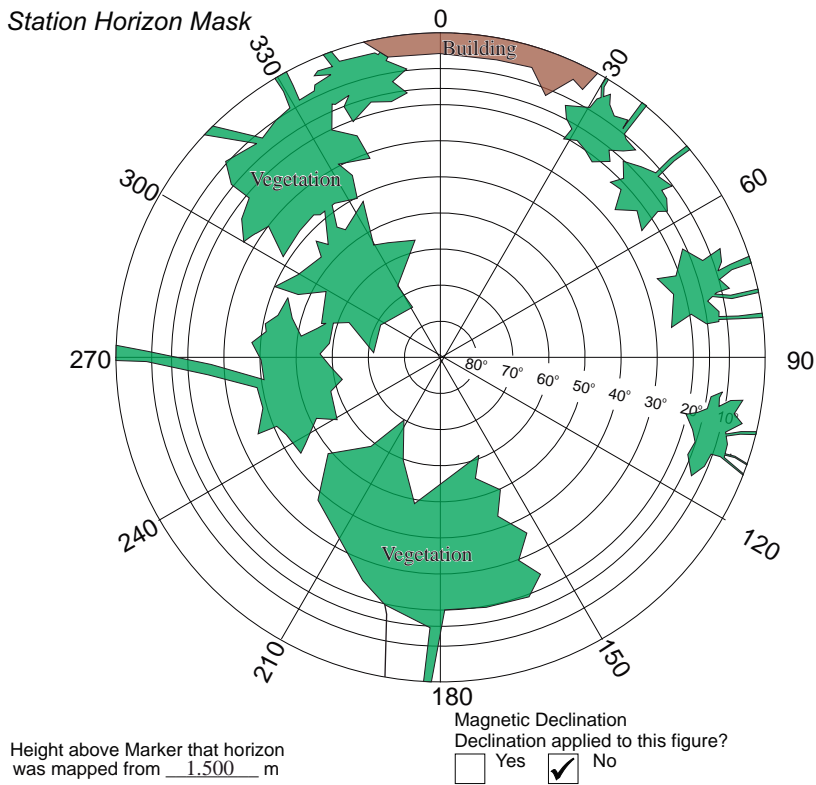 Station Horizon Mask
0
Building
330
30
Vegetation
300
60
270
90
80° 70° 60° 50° 40° 30° 20° 10°
240
120
Vegetation
210
150
180
Magnetic Declination
Declination applied to this figure?
Yes No
Height above Marker that horizon
was mapped from 1.500 m